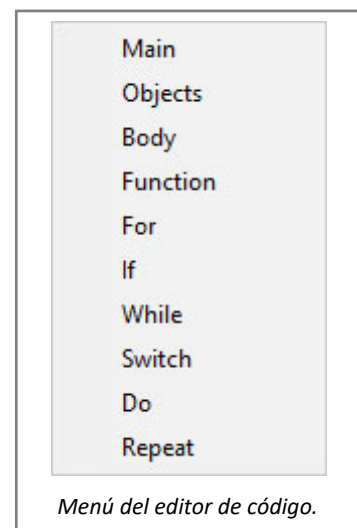 Main
Objects
Body
Function
For
If
While
Switch
Do
Repeat
Menú del editor de código.